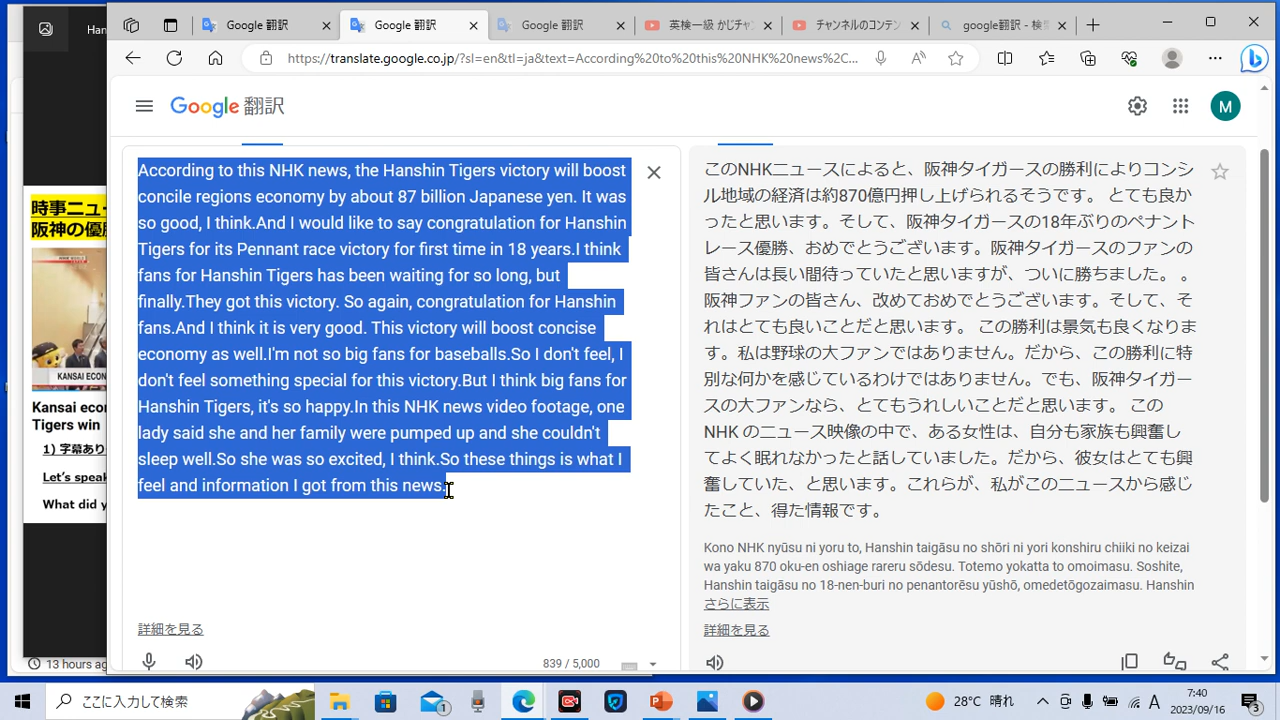 Han
Google 翻訳
Google 翻訳
Google 翻訳
英検一級 かじチャン
チャンネルのコンテン
google翻訳 - 検索
https://translate.google.co.jp/?sl=en&tl=ja&text=According%20to%20this%20NHK%20news%2C...
Google 翻訳
M
According to this NHK news, the Hanshin Tigers victory will boost
concile regions economy by about 87 billion Japanese yen. It was
so good, I think.And I would like to say congratulation for Hanshin
Tigers for its Pennant race victory for first time in 18 years.I think
fans for Hanshin Tigers has been waiting for so long, but
finally.They got this victory. So again, congratulation for Hanshin
fans.And I think it is very good. This victory will boost concise
economy as well.I'm not so big fans for baseballs.So I don't feel, I
don't feel something special for this victory.But I think big fans for
Hanshin Tigers, it's so happy.In this NHK news video footage, one
lady said she and her family were pumped up and she couldn't
sleep well.So she was so excited, I think.So these things is what I
feel and information I got from this news.
詳細を見る
839 / 5,000
このNHKニュースによると、阪神タイガースの勝利によりコンシ
ル地域の経済は約870億円押し上げられるそうです。 とても良か
ったと思います。そして、阪神タイガースの18年ぶりのペナント
レース優勝、おめでとうございます。阪神タイガースのファンの
皆さんは長い間待っていたと思いますが、ついに勝ちました。 。
阪神ファンの皆さん、改めておめでとうございます。そして、そ
れはとても良いことだと思います。 この勝利は景気も良くなりま
す。私は野球の大ファンではありません。だから、この勝利に特
別な何かを感じているわけではありません。でも、阪神タイガー
スの大ファンなら、とてもうれしいことだと思います。 この
NHK のニュース映像の中で、ある女性は、自分も家族も興奮し
てよく眠れなかったと話していました。だから、彼女はとても興
奮していた、と思います。これらが、私がこのニュースから感じ
たこと、得た情報です。
Kono NHK nyūsu ni yoru to, Hanshin taigāsu no shōri ni yori konshiru chiiki no keizai
wa yaku 870 oku-en oshiage rareru sōdesu. Totemo yokatta to omoimasu. Soshite,
Hanshin taigāsu no 18-nen-buri no penantorēsu yūshō, omedetōgozaimasu. Hanshin
さらに表示
詳細を見る
時事ニュー
阪神の優勝
NHK WORLD
KANSAI ECON
Kansai econ
Tigers win
1) 字幕あり
Let's speak
What did y
13 hours ag
ここに入力して検索
1
28°C 晴れ
A
7:40
2023/09/16
3